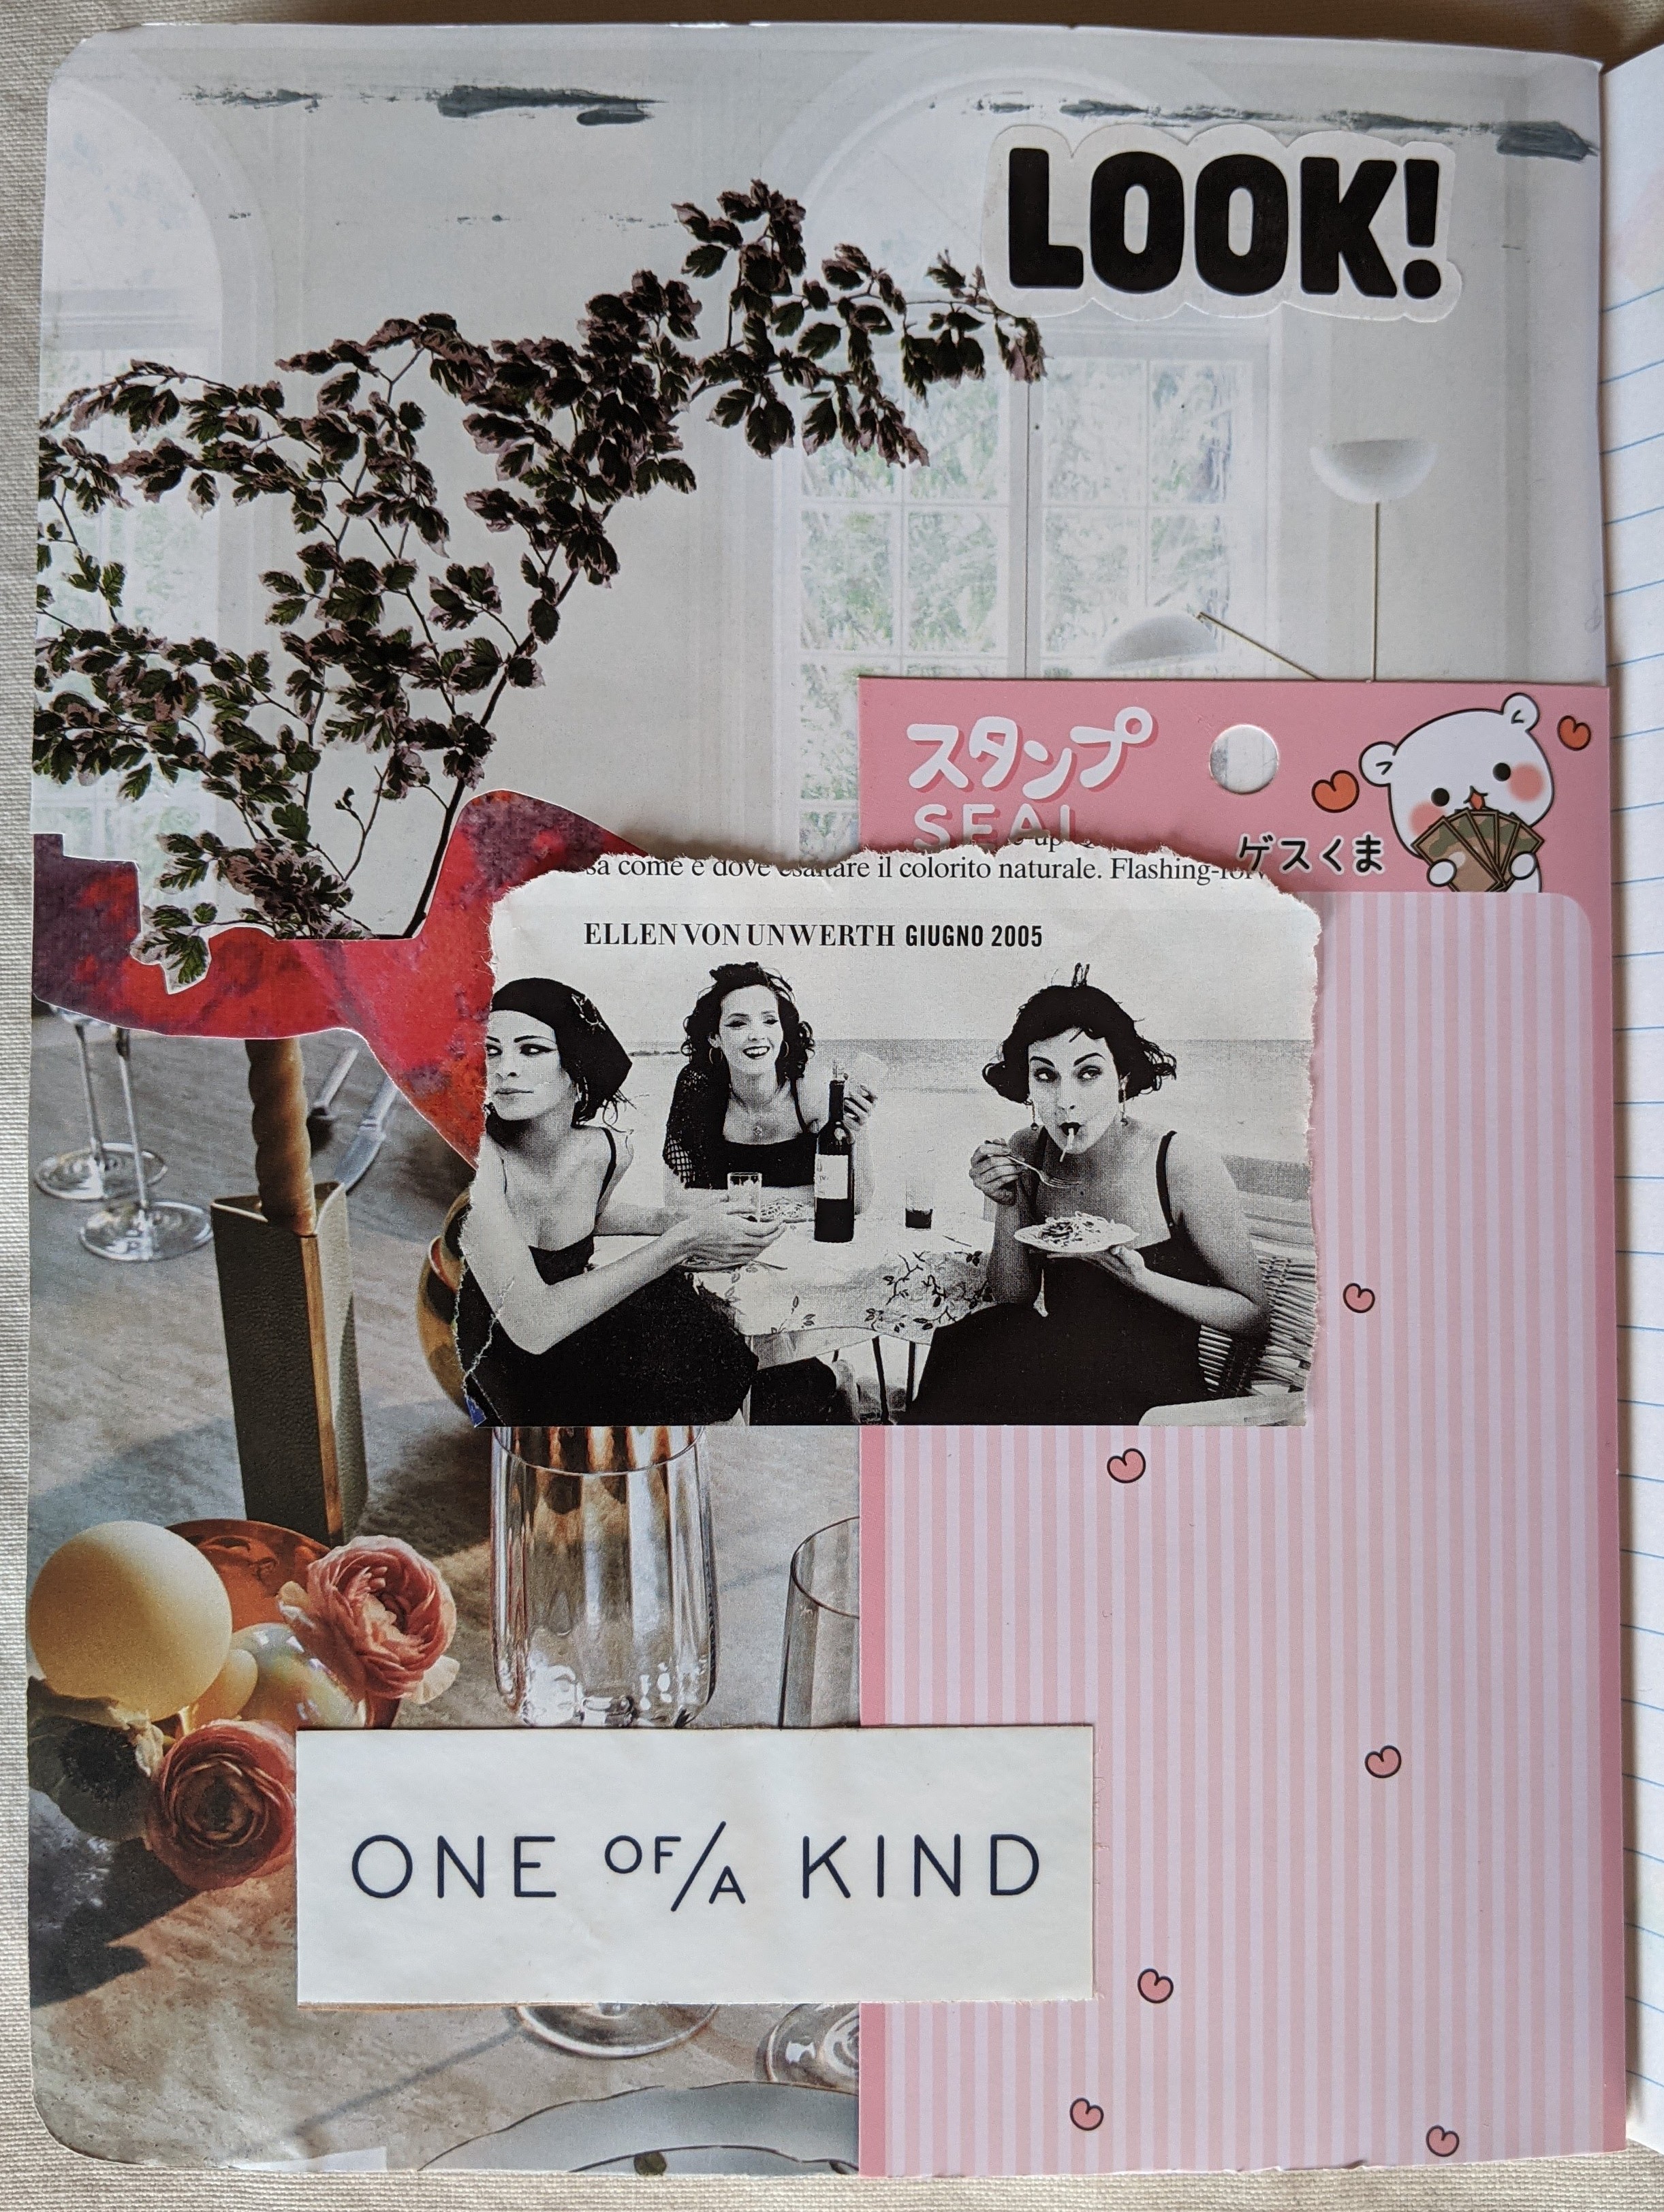 LOOK!
スタンプ
SEAL
ゲスくま
sa come e dove esaltare il colorito naturale. Flashing-
ELLEN VON UNWERTH GIUGNO 2005
ONE OF/A KIND